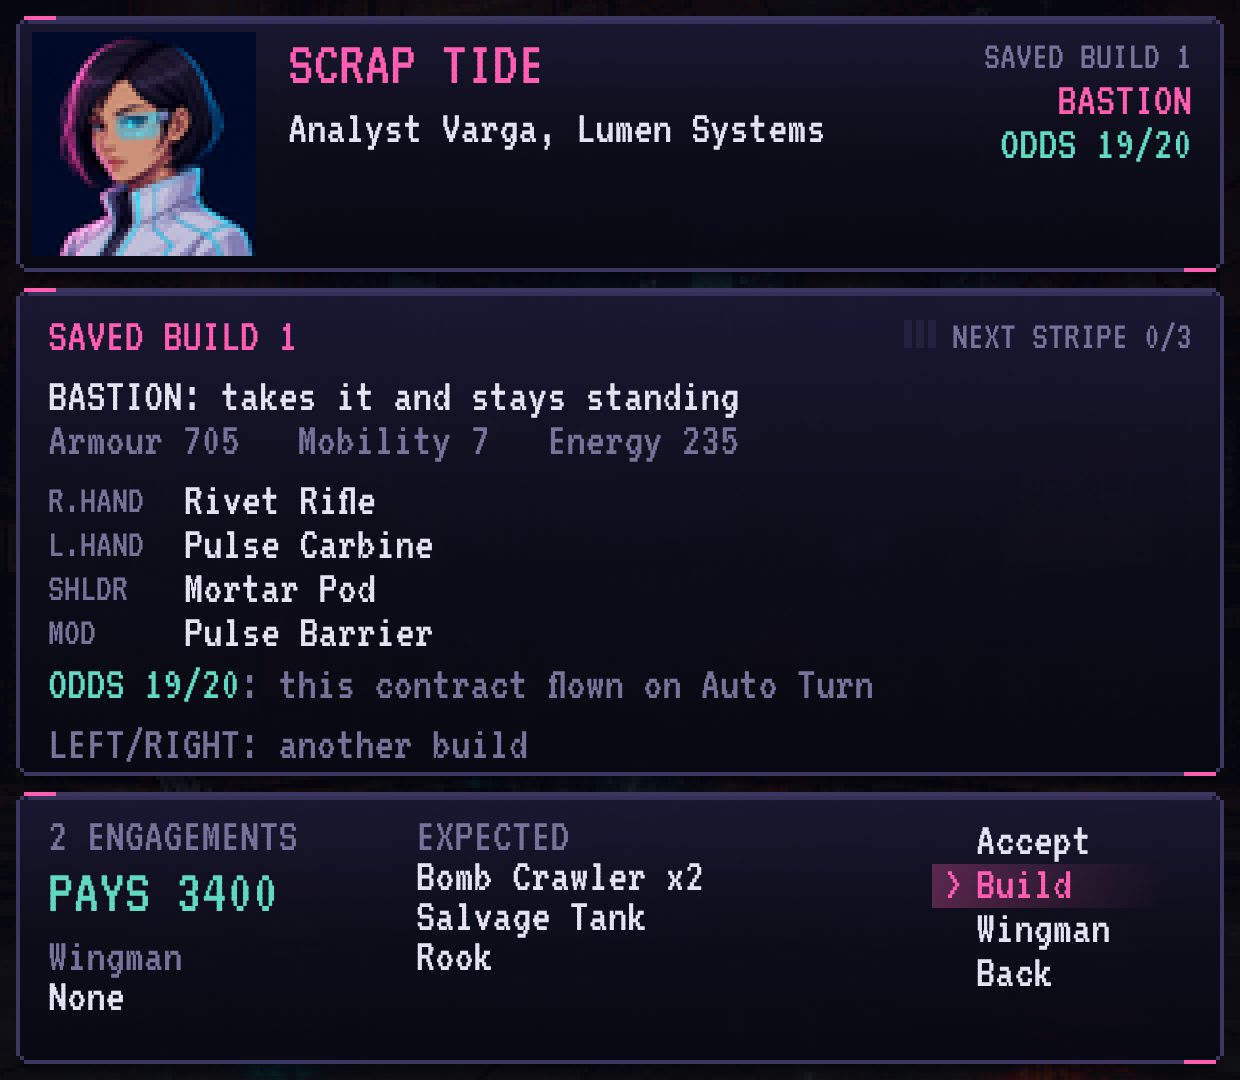 SCRAP TIDE
Analyst Varga, Lumen Systems
SAVED BUILD 1
BASTION
ODDS 19/20
SAVED BUILD 1
NEXT STRIPE 0/3
BASTION: takes it and stays standing
Armour 705 Mobility 7 Energy 235
R.HAND Rivet Rifle
L.HAND Pulse Carbine
SHLDR Mortar Pod
MOD Pulse Barrier
ODDS 19/20: this contract flown on Auto Turn
LEFT/RIGHT: another build
2 ENGAGEMENTS
PAYS 3400
Wingman
None
EXPECTED
Bomb Crawler x2
Salvage Tank
Rook
Accept
> Build
Wingman
Back